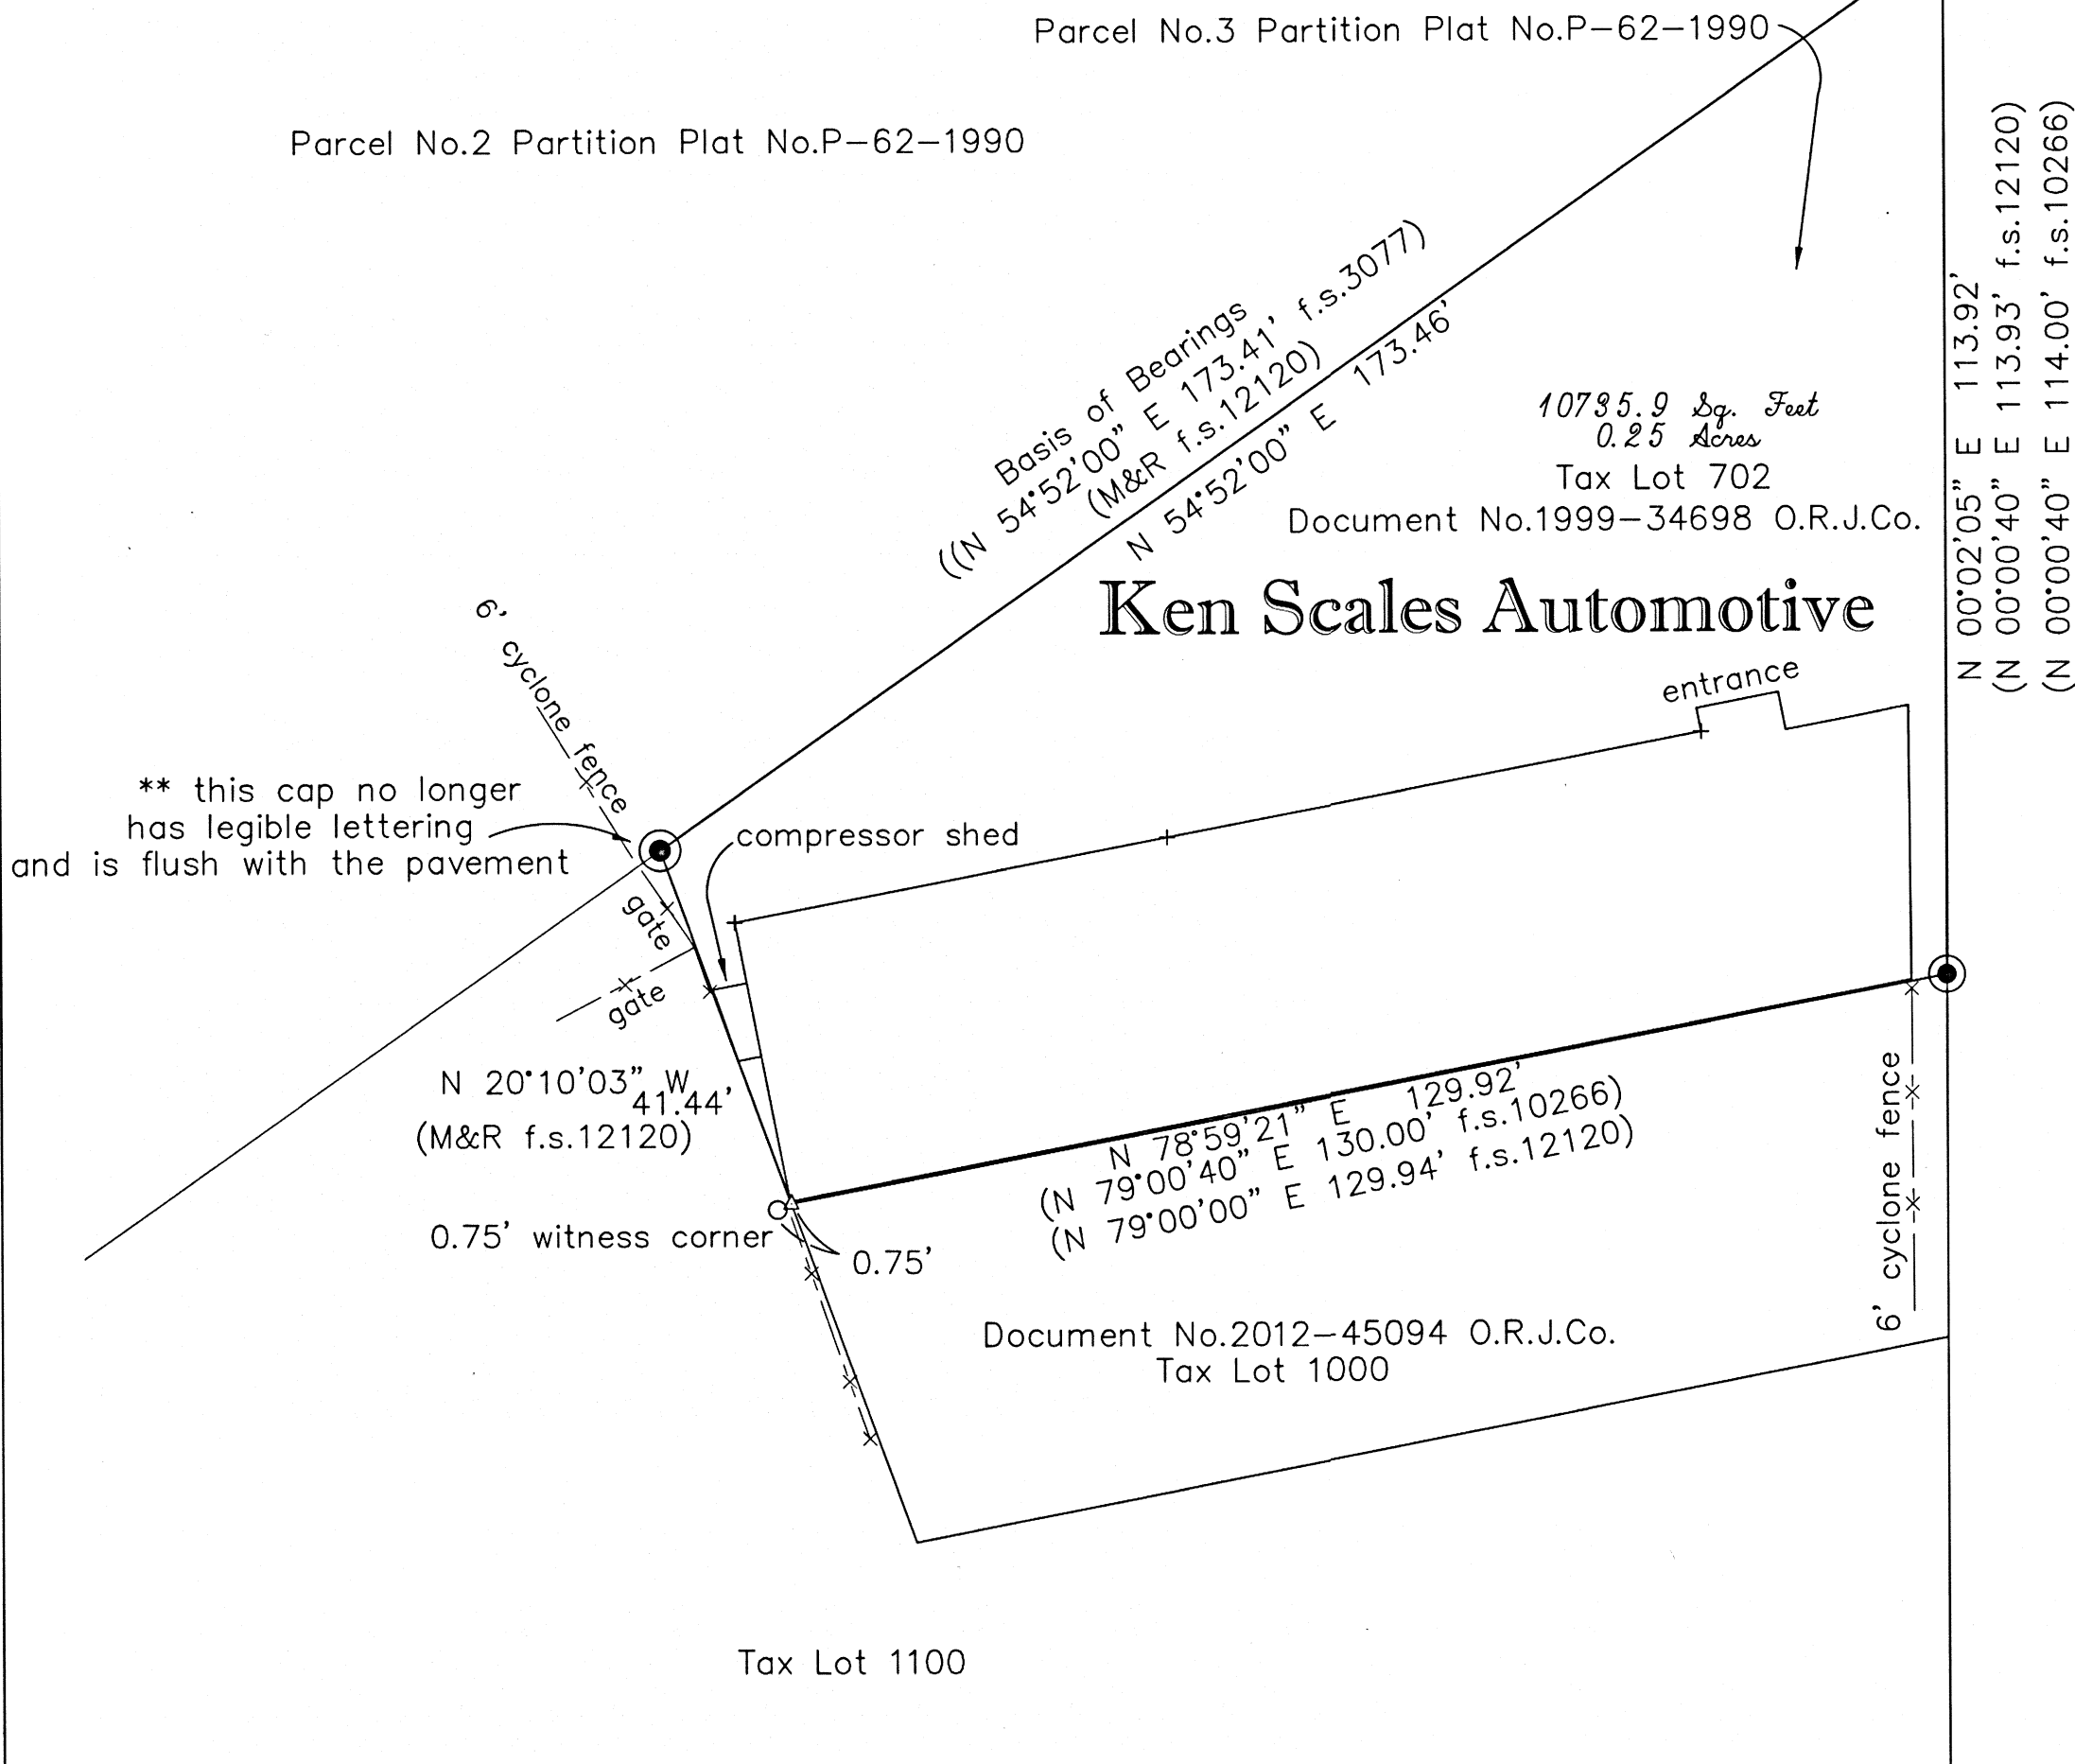 Parcel No.3 Partition Plat No.P-62-1990
Parcel No.2 Partition Plat No.P-62-1990
Basis of Bearings
((N 54°52'00" E 173.41', f.s.3077)
(M&R f.s.12120)
N 54°52'00" E 173.46'
N 00°02'05" E 113.92'
(N 00°00'40" E 113.93' f.s.12120)
(N 00°00'40" E 114.00' f.s.10266)
10735.9 Sq. Feet
0.25 Acres
Tax Lot 702
Document No.1999-34698 O.R.J.Co.
Ken Scales Automotive
entrance
6' cyclone fence
** this cap no longer
has legible lettering
and is flush with the pavement
compressor shed
gate
gate
N 20°10'03" W
41.44'
(M&R f.s.12120)
N 78°59'21" E 129.92'
(N 79°00'40" E 130.00' f.s.10266)
(N 79°00'00" E 129.94' f.s.12120)
6' cyclone fence
0.75' witness corner
0.75'
Document No.2012-45094 O.R.J.Co.
Tax Lot 1000
Tax Lot 1100